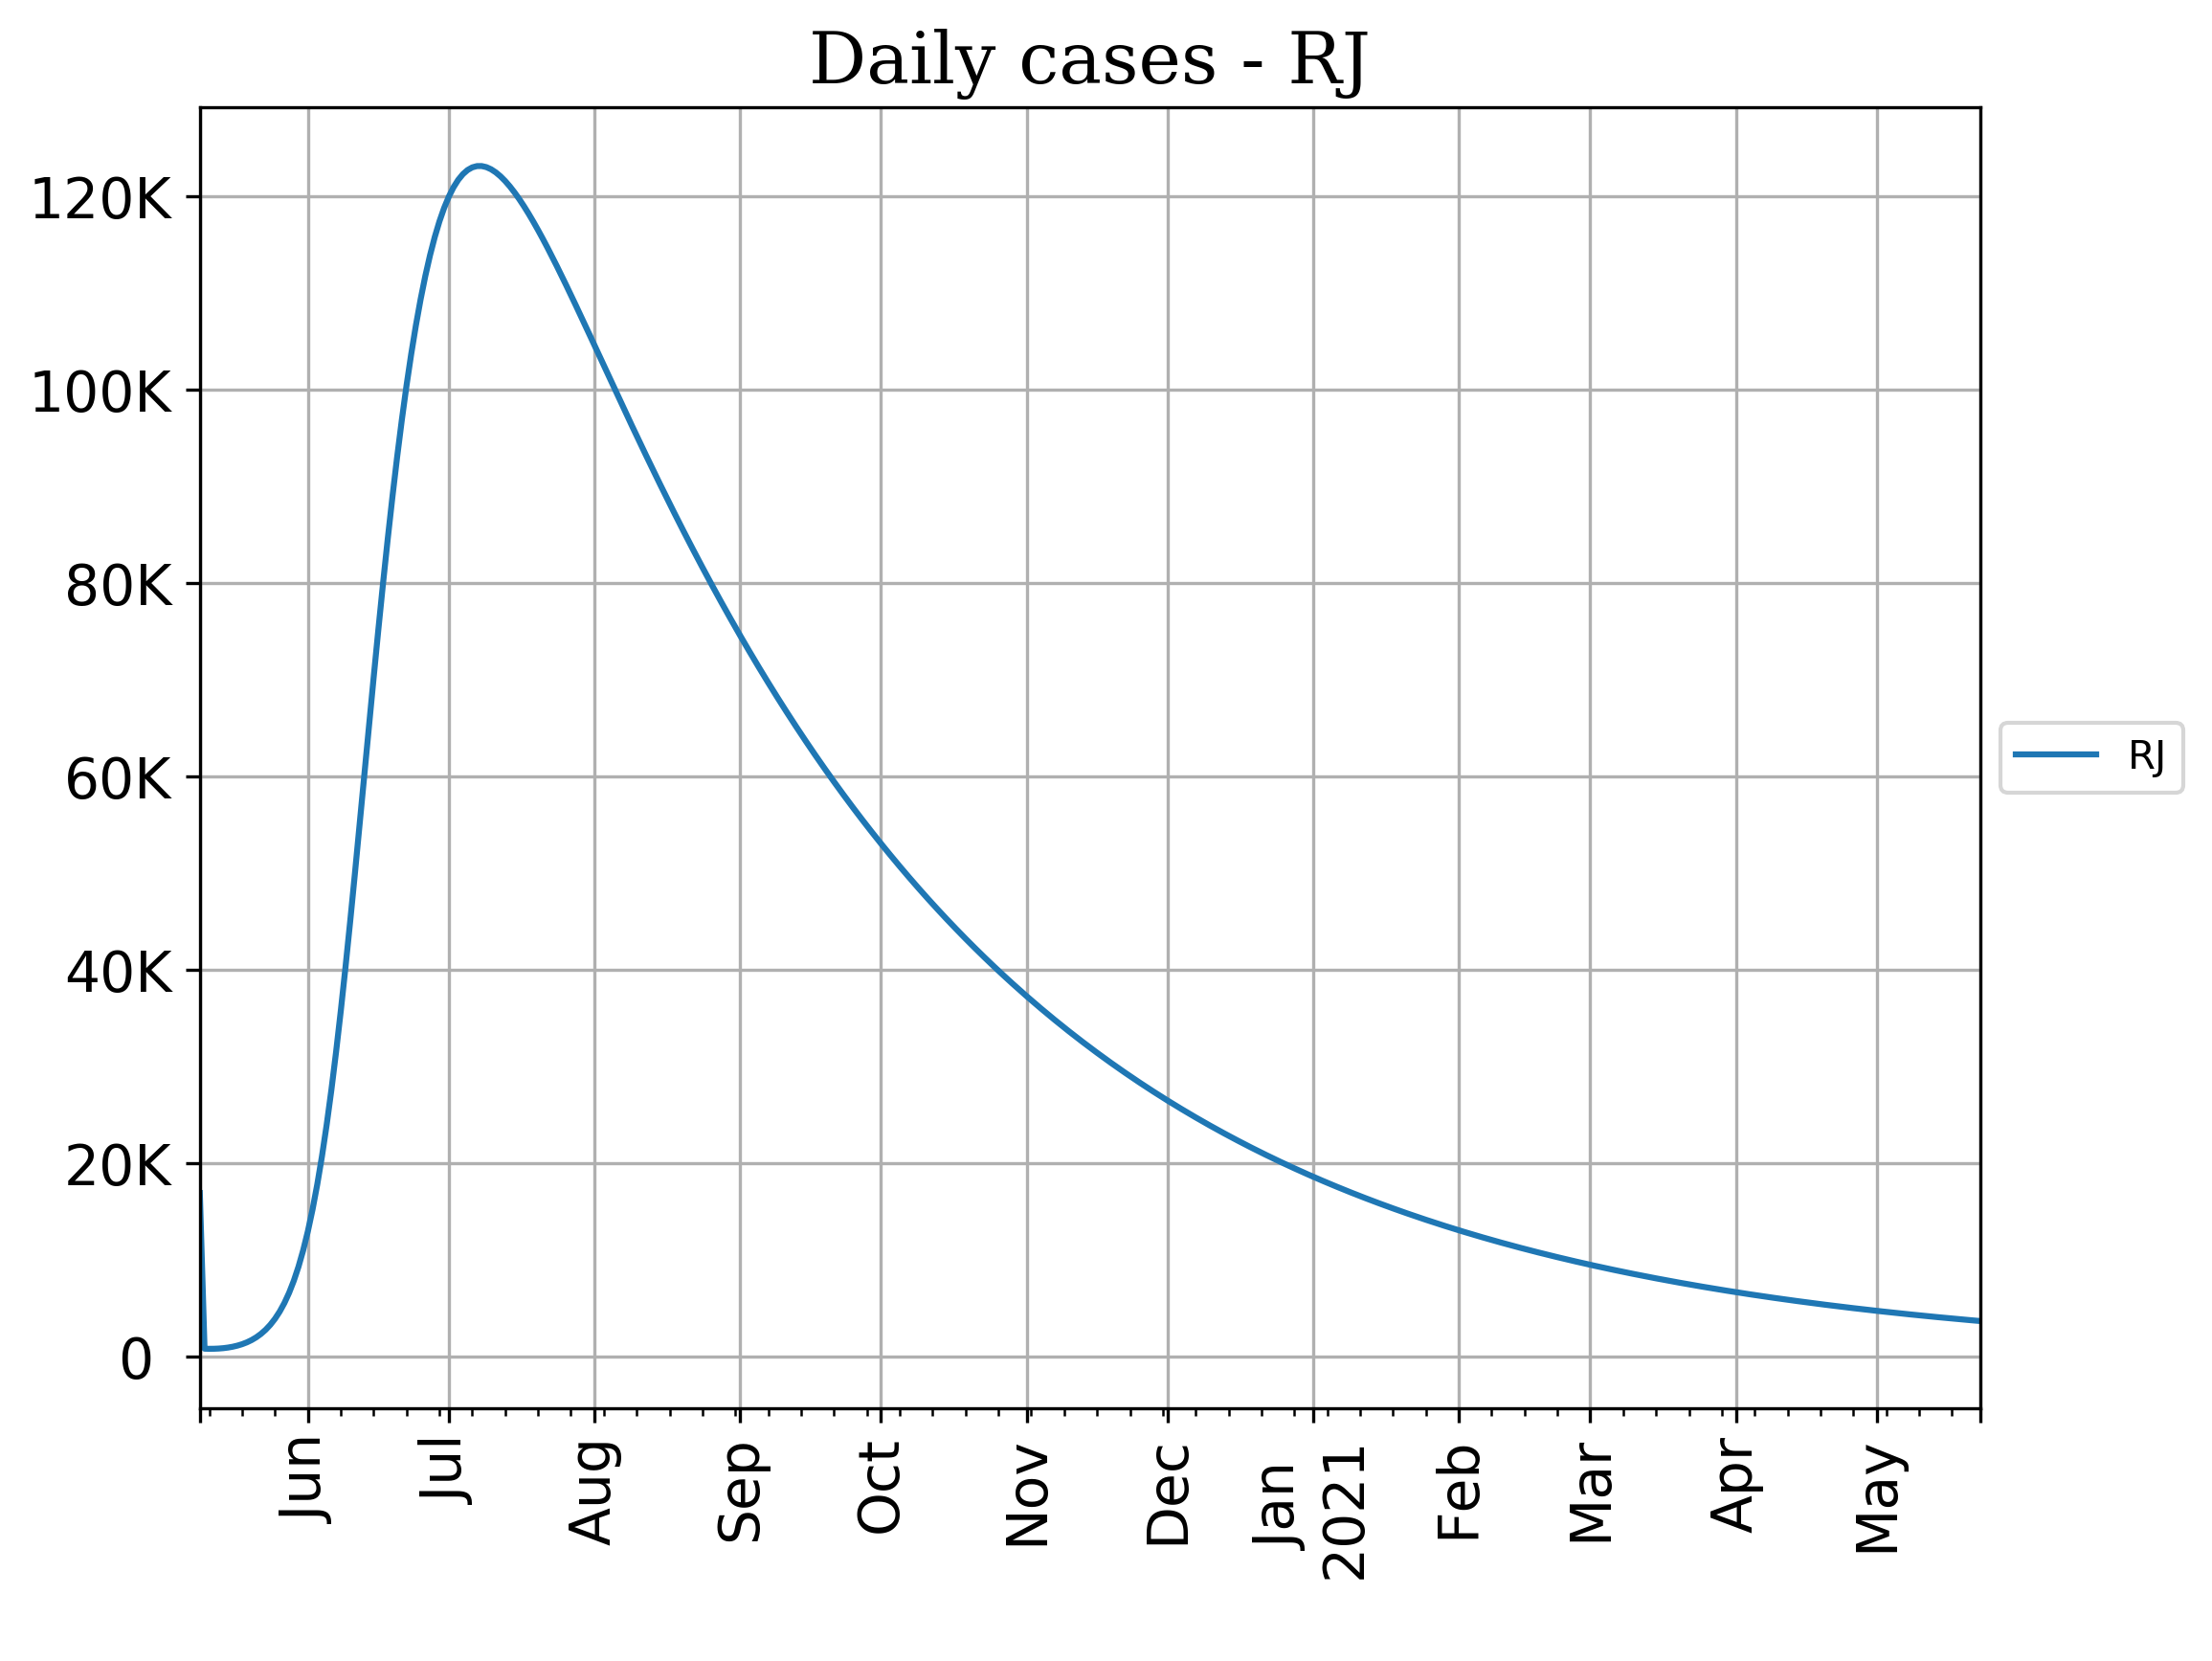 Daily cases - RJ
120K
100K
80K
60K
40K
20K
0
RJ
Jun
Jul
Aug
Sep
Oct
Nov
Dec
Jan
2021
Feb
Mar
Apr
May